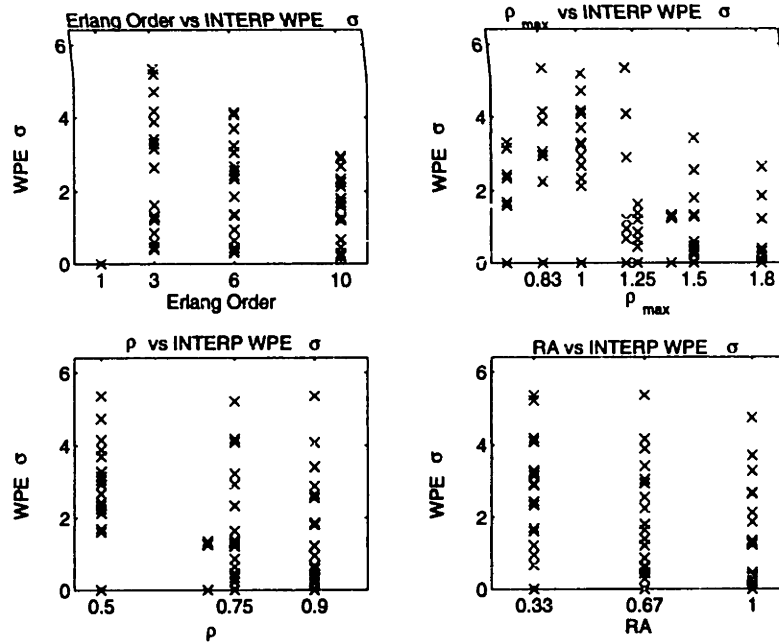 Erlang Order vs INTERP WPE σ
6
4
2
0
WPE σ
1 3 6 10
Erlang Order
ρ max vs INTERP WPE σ
6
4
2
0
WPE σ
0.83 1 1.25 1.5 1.8
ρ max
ρ vs INTERP WPE σ
6
4
2
0
WPE σ
0.5 0.75 0.9
ρ
RA vs INTERP WPE σ
6
4
2
0
WPE σ
0.33 0.67 1
RA